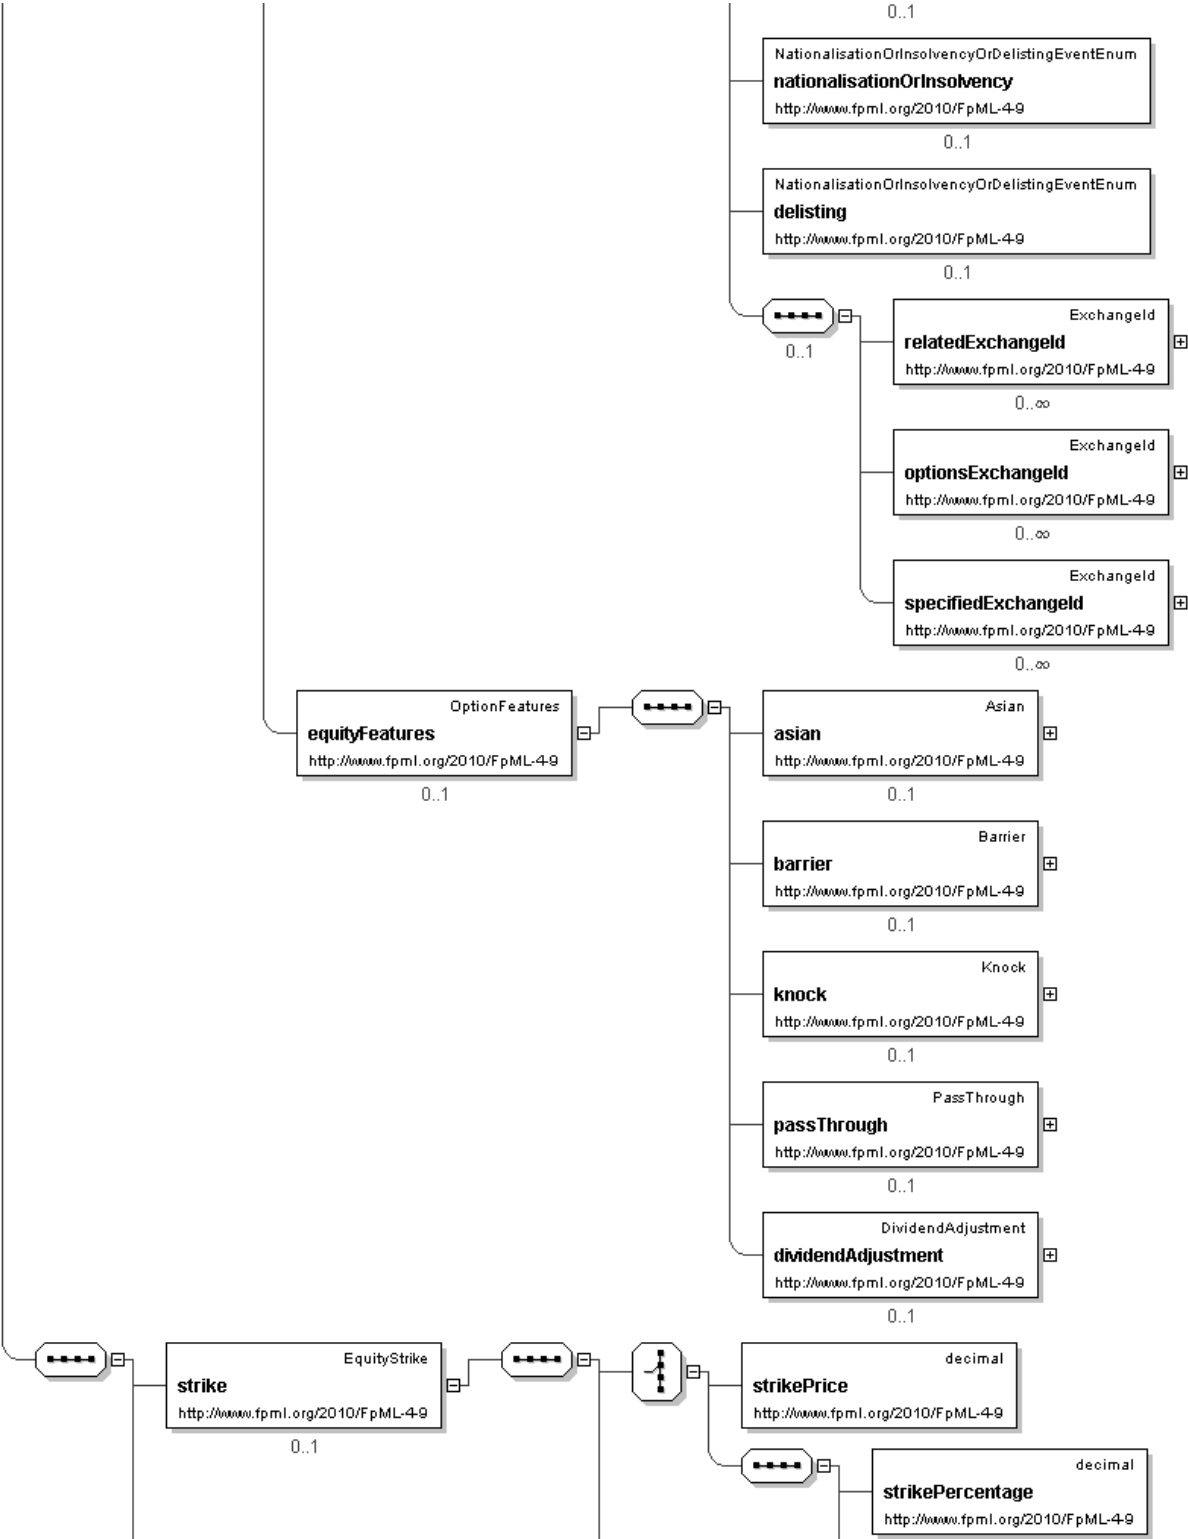 0..1
NationalisationOrInsolvencyOrDelistingEventEnum
nationalisationOrInsolvency
http://www.fpml.org/2010/FpML-4-9
0..1
NationalisationOrInsolvencyOrDelistingEventEnum
delisting
http://www.fpml.org/2010/FpML-4-9
0..1
0..1
ExchangeId
relatedExchangeId
http://www.fpml.org/2010/FpML-4-9
0..∞
ExchangeId
optionsExchangeId
http://www.fpml.org/2010/FpML-4-9
0..∞
ExchangeId
specifiedExchangeId
http://www.fpml.org/2010/FpML-4-9
0..∞
OptionFeatures
equityFeatures
http://www.fpml.org/2010/FpML-4-9
0..1
Asian
asian
http://www.fpml.org/2010/FpML-4-9
0..1
Barrier
barrier
http://www.fpml.org/2010/FpML-4-9
0..1
Knock
knock
http://www.fpml.org/2010/FpML-4-9
0..1
PassThrough
passThrough
http://www.fpml.org/2010/FpML-4-9
0..1
DividendAdjustment
dividendAdjustment
http://www.fpml.org/2010/FpML-4-9
0..1
EquityStrike
strike
http://www.fpml.org/2010/FpML-4-9
0..1
decimal
strikePrice
http://www.fpml.org/2010/FpML-4-9
decimal
strikePercentage
http://www.fpml.org/2010/FpML-4-9